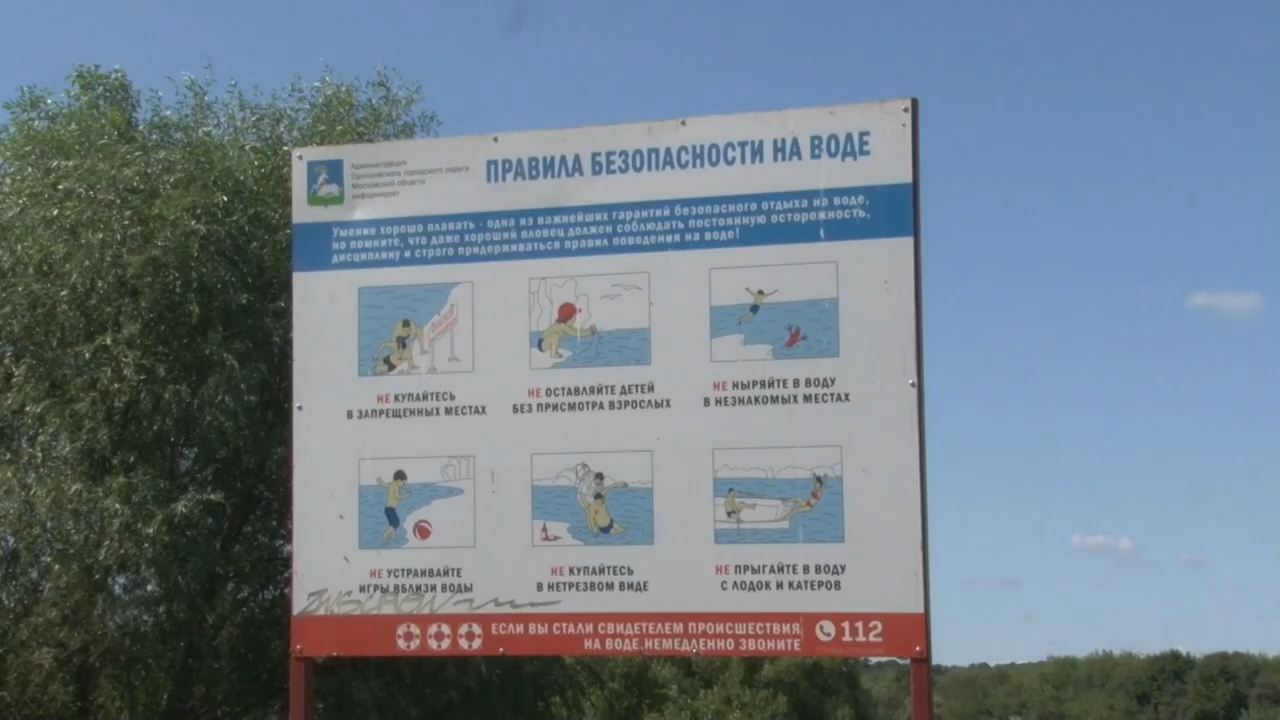 Администрация
Одинцовского городского округа
Московской области
информирует
ПРАВИЛА БЕЗОПАСНОСТИ НА ВОДЕ
Умение хорошо плавать - одна из важнейших гарантий безопасного отдыха на воде,
но помните, что даже хороший пловец должен соблюдать постоянную осторожность,
дисциплину и строго придерживаться правил поведения на воде!
НЕ КУПАЙТЕСЬ
В ЗАПРЕЩЕННЫХ МЕСТАХ
НЕ ОСТАВЛЯЙТЕ ДЕТЕЙ
БЕЗ ПРИСМОТРА ВЗРОСЛЫХ
НЕ НЫРЯЙТЕ В ВОДУ
В НЕЗНАКОМЫХ МЕСТАХ
НЕ УСТРАИВАЙТЕ
ИГРЫ ВБЛИЗИ ВОДЫ
НЕ КУПАЙТЕСЬ
В НЕТРЕЗВОМ ВИДЕ
НЕ ПРЫГАЙТЕ В ВОДУ
С ЛОДОК И КАТЕРОВ
ЕСЛИ ВЫ СТАЛИ СВИДЕТЕЛЕМ ПРОИСШЕСТВИЯ
НА ВОДЕ,НЕМЕДЛЕННО ЗВОНИТЕ
112